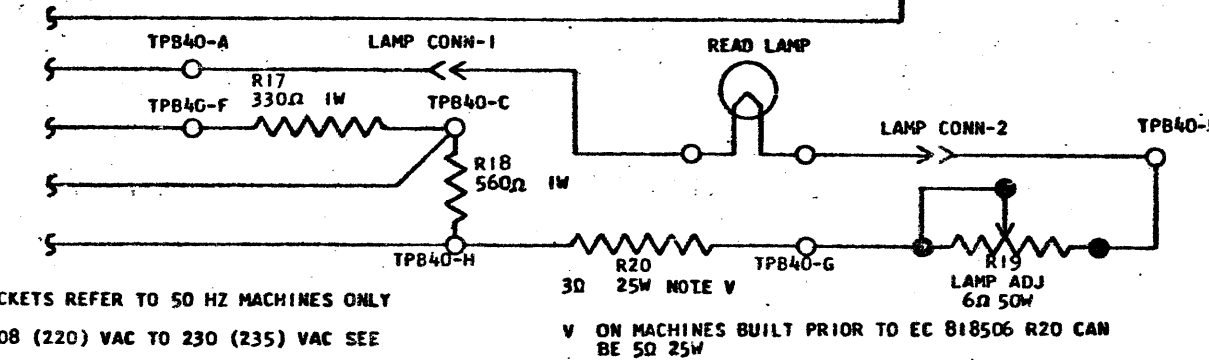 TPB40-A
LAMP CONN-1
READ LAMP
R17
330Ω 1W
TPB40-F
TPB40-C
LAMP CONN-2
TPB40-
R18
560Ω 1W
TPB40-H
R20
3Ω 25W NOTE V
TPB40-G
R19
LAMP ADJ
6Ω 50W
CKETS REFER TO 50 HZ MACHINES ONLY
08 (220) VAC TO 230 (235) VAC SEE
V ON MACHINES BUILT PRIOR TO EC 818506 R20 CAN
BE 5Ω 25W